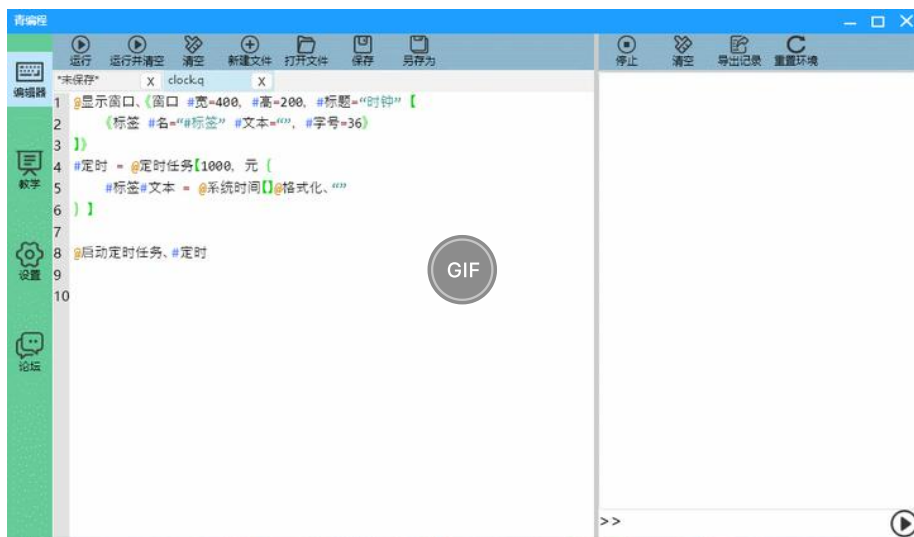 青编程
运行 运行并清空 清空 新建文件 打开文件 保存 另存为 停止 清空 导出记录 重置环境
*未保存* X clock.q X
编辑器
教学
设置
论坛
1 @显示窗口、《窗口 #宽=400, #高=200, #标题=“时钟”【
2 《标签 #名=“#标签” #文本=“”, #字号=36》
3 】》
4 #定时 = @定时任务【1000, 元 {
5 #标签#文本 = @系统时间【】@格式化、“”
6 } 】
7
8 @启动定时任务、#定时
9
10
GIF
>>